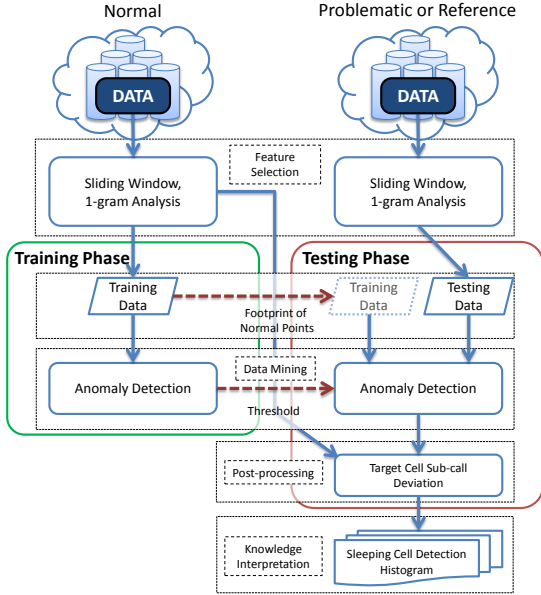 Normal
Problematic or Reference
DATA
DATA
Feature
Selection
Sliding Window,
1-gram Analysis
Sliding Window,
1-gram Analysis
Training Phase
Testing Phase
Training
Data
Training
Data
Testing
Data
Footprint of
Normal Points
Data Mining
Anomaly Detection
Anomaly Detection
Threshold
Post-processing
Target Cell Sub-call
Deviation
Knowledge
Interpretation
Sleeping Cell Detection
Histogram